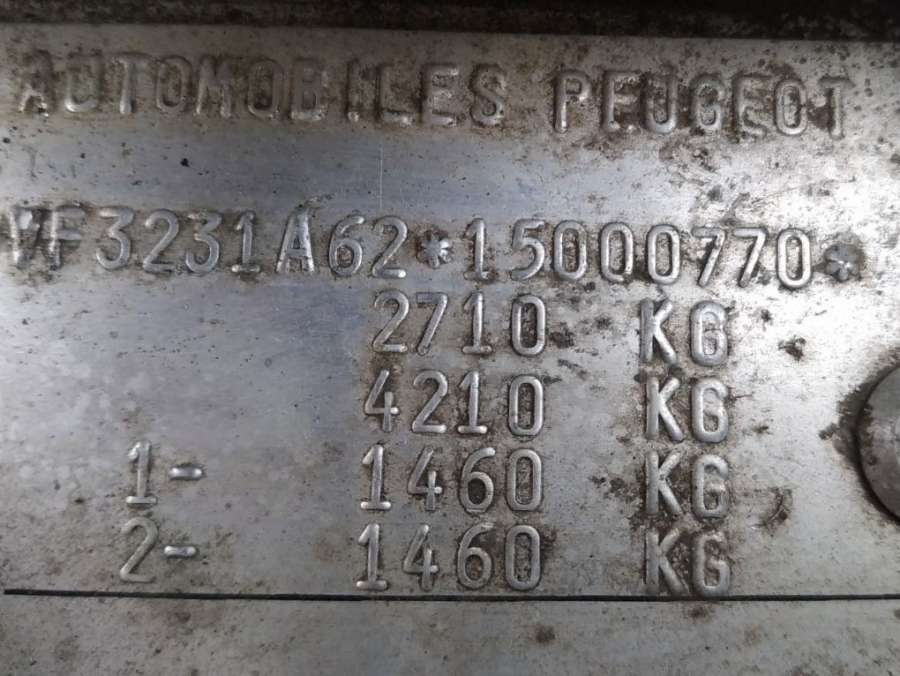 AUTOMOBILES PEUGEOT
VF3231A62*15000770*
2710 KG
4210 KG
1- 1460 KG
2- 1460 KG